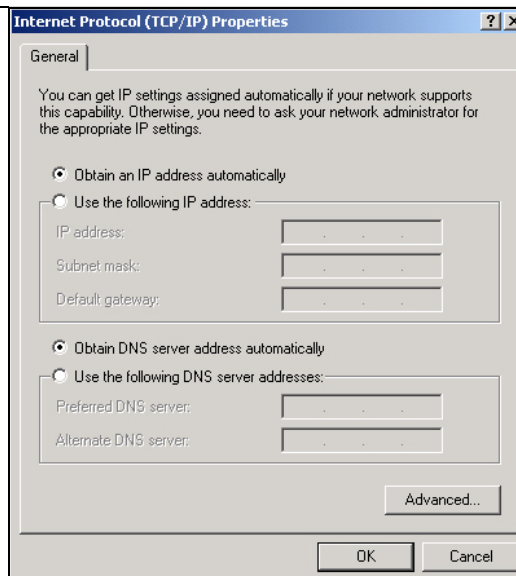 Internet Protocol (TCP/IP) Properties
General
You can get IP settings assigned automatically if your network supports
this capability. Otherwise, you need to ask your network administrator for
the appropriate IP settings.
Obtain an IP address automatically
Use the following IP address:
IP address:
Subnet mask:
Default gateway:
Obtain DNS server address automatically
Use the following DNS server addresses:
Preferred DNS server:
Alternate DNS server:
Advanced...
OK Cancel